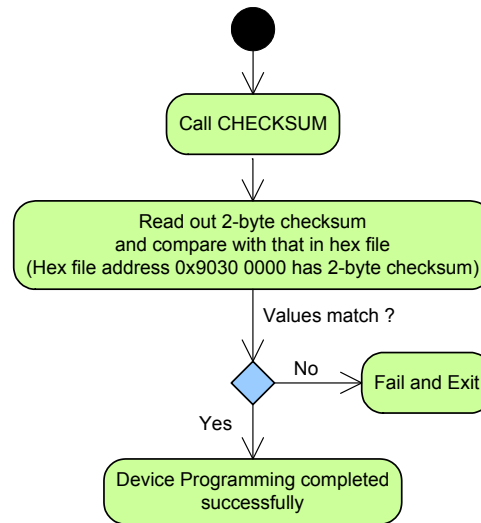 Call CHECKSUM
Read out 2-byte checksum
and compare with that in hex file
(Hex file address 0x9030 0000 has 2-byte checksum)
Values match ?
No
Fail and Exit
Yes
Device Programming completed
successfully